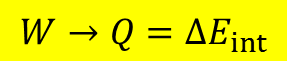 W → Q = ΔE_int